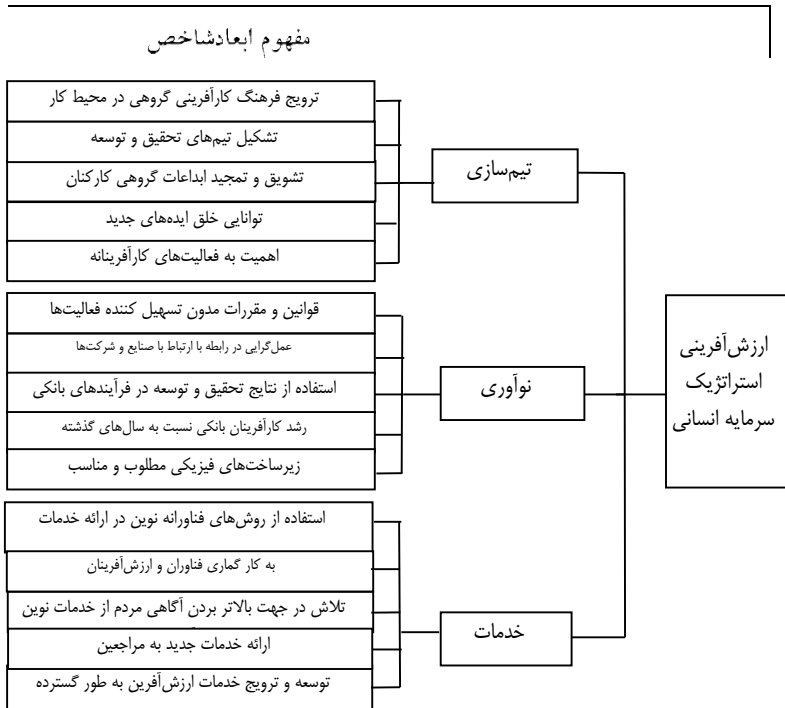 مفهوم ابعادشاخص
ارزش‌آفرینی
استراتژیک
سرمایه انسانی
تیم‌سازی
ترویج فرهنگ کارآفرینی گروهی در محیط کار
تشکیل تیم‌های تحقیق و توسعه
تشویق و تمجید ابداعات گروهی کارکنان
توانایی خلق ایده‌های جدید
اهمیت به فعالیت‌های کارآفرینانه
نوآوری
قوانین و مقررات مدون تسهیل کننده فعالیت‌ها
عمل‌گرایی در رابطه با ارتباط با صنایع و شرکت‌ها
استفاده از نتایج تحقیق و توسعه در فرآیندهای بانکی
رشد کارآفرینان بانکی نسبت به سال‌های گذشته
زیرساخت‌های فیزیکی مطلوب و مناسب
خدمات
استفاده از روش‌های فناورانه نوین در ارائه خدمات
به کار گماری فناوران و ارزش‌آفرینان
تلاش در جهت بالاتر بردن آگاهی مردم از خدمات نوین
ارائه خدمات جدید به مراجعین
توسعه و ترویج خدمات ارزش‌آفرین به طور گسترده